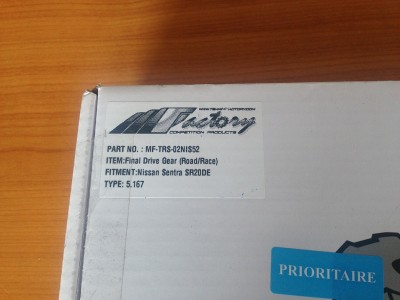 MFactory
COMPETITION PRODUCTS
PART NO. : MF-TRS-02NIS52
ITEM:Final Drive Gear (Road/Race)
FITMENT:Nissan Sentra SR20DE
TYPE: 5.167
PRIORITAIRE